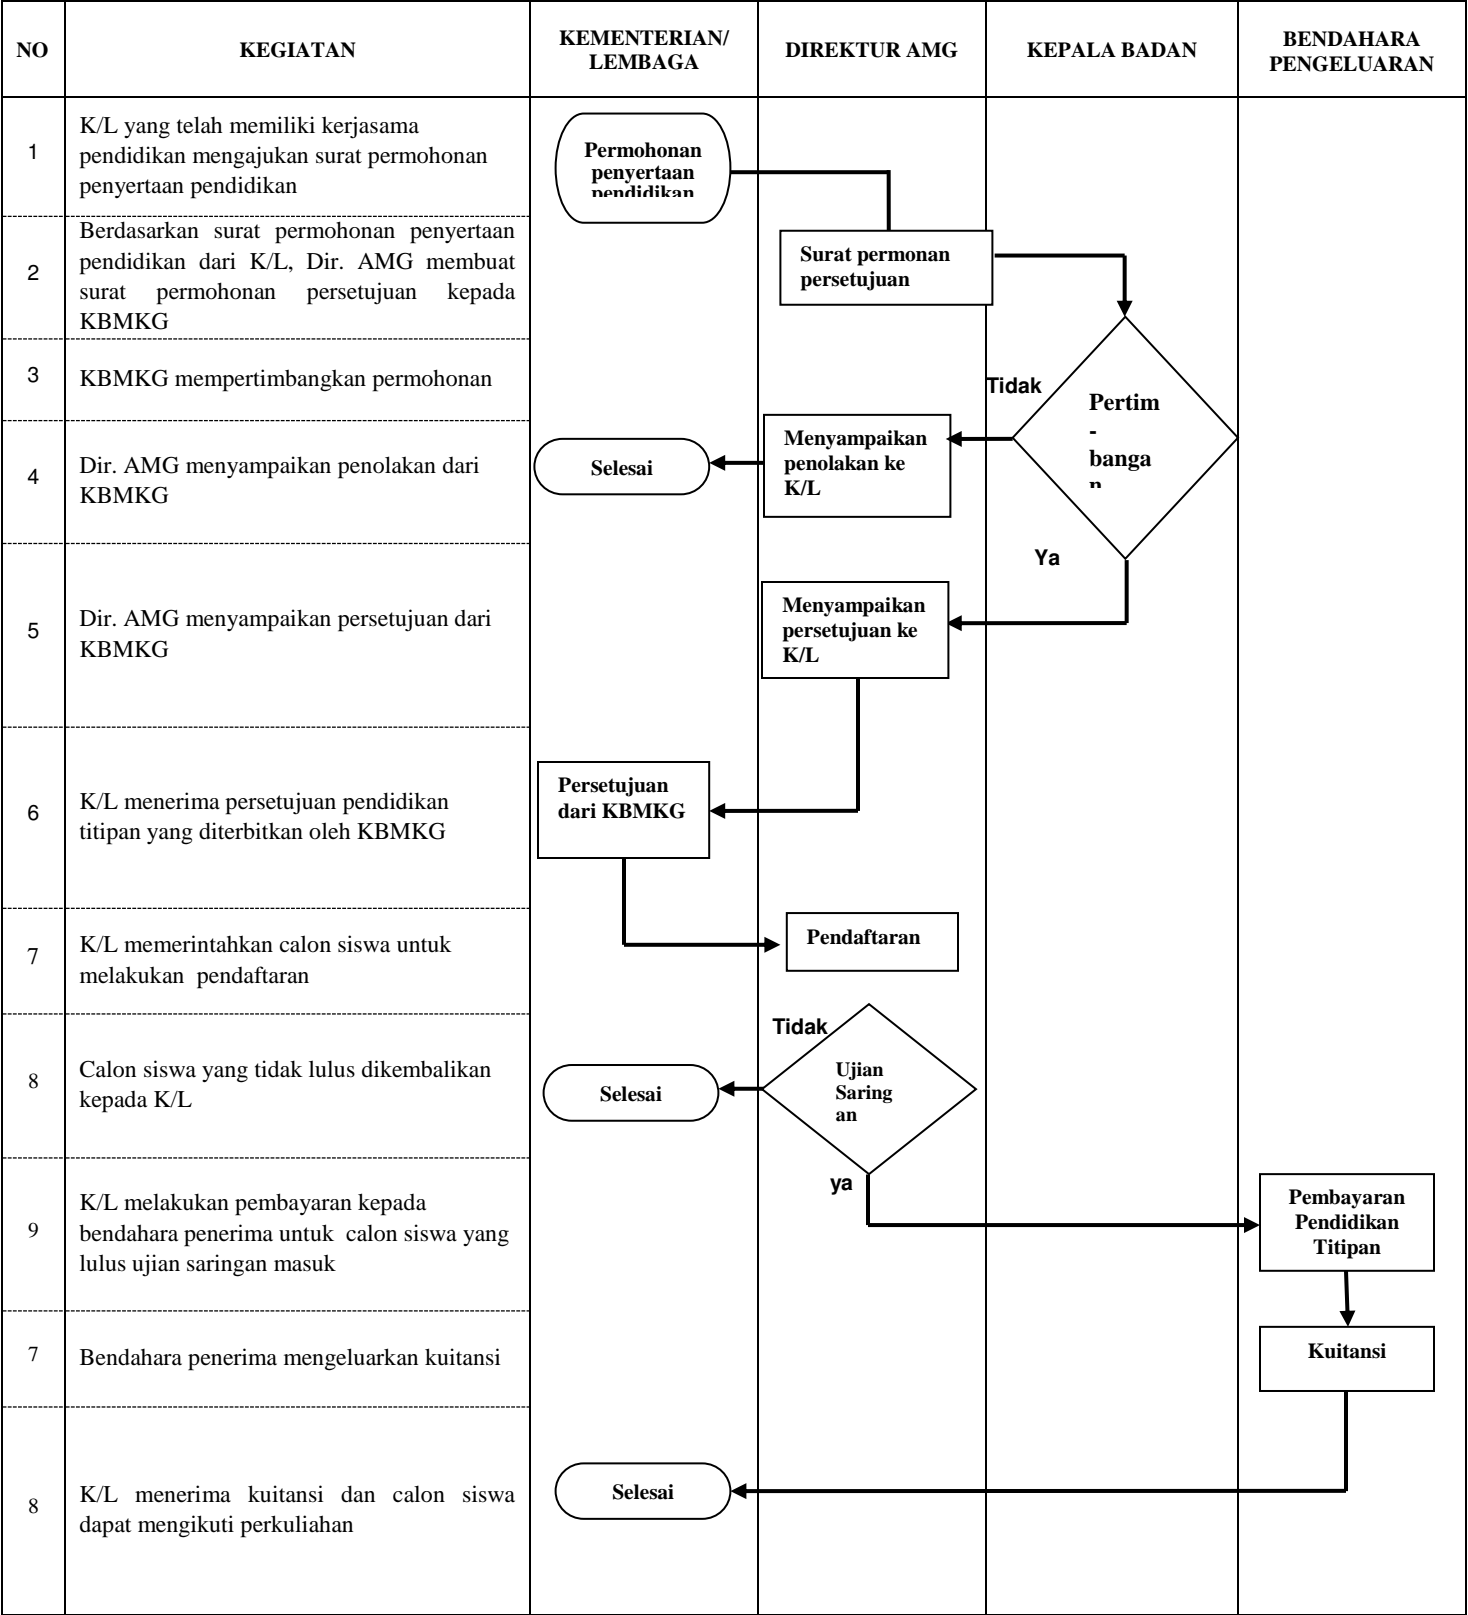 NO
KEGIATAN
KEMENTERIAN/
LEMBAGA
DIREKTUR AMG
KEPALA BADAN
BENDAHARA
PENGELUARAN
1
K/L yang telah memiliki kerjasama
pendidikan mengajukan surat permohonan
penyertaan pendidikan
Permohonan
penyertaan
pendidikan
2
Berdasarkan surat permohonan penyertaan
pendidikan dari K/L, Dir. AMG membuat
surat permohonan persetujuan kepada
KBMKG
Surat permonan
persetujuan
3
KBMKG mempertimbangkan permohonan
Tidak
Pertim
-
banga
n
4
Dir. AMG menyampaikan penolakan dari
KBMKG
Selesai
Menyampaikan
penolakan ke
K/L
Ya
5
Dir. AMG menyampaikan persetujuan dari
KBMKG
Menyampaikan
persetujuan ke
K/L
6
K/L menerima persetujuan pendidikan
titipan yang diterbitkan oleh KBMKG
Persetujuan
dari KBMKG
7
K/L memerintahkan calon siswa untuk
melakukan pendaftaran
Pendaftaran
8
Calon siswa yang tidak lulus dikembalikan
kepada K/L
Selesai
Tidak
Ujian
Saring
an
ya
9
K/L melakukan pembayaran kepada
bendahara penerima untuk calon siswa yang
lulus ujian saringan masuk
Pembayaran
Pendidikan
Titipan
7
Bendahara penerima mengeluarkan kuitansi
Kuitansi
8
K/L menerima kuitansi dan calon siswa
dapat mengikuti perkuliahan
Selesai